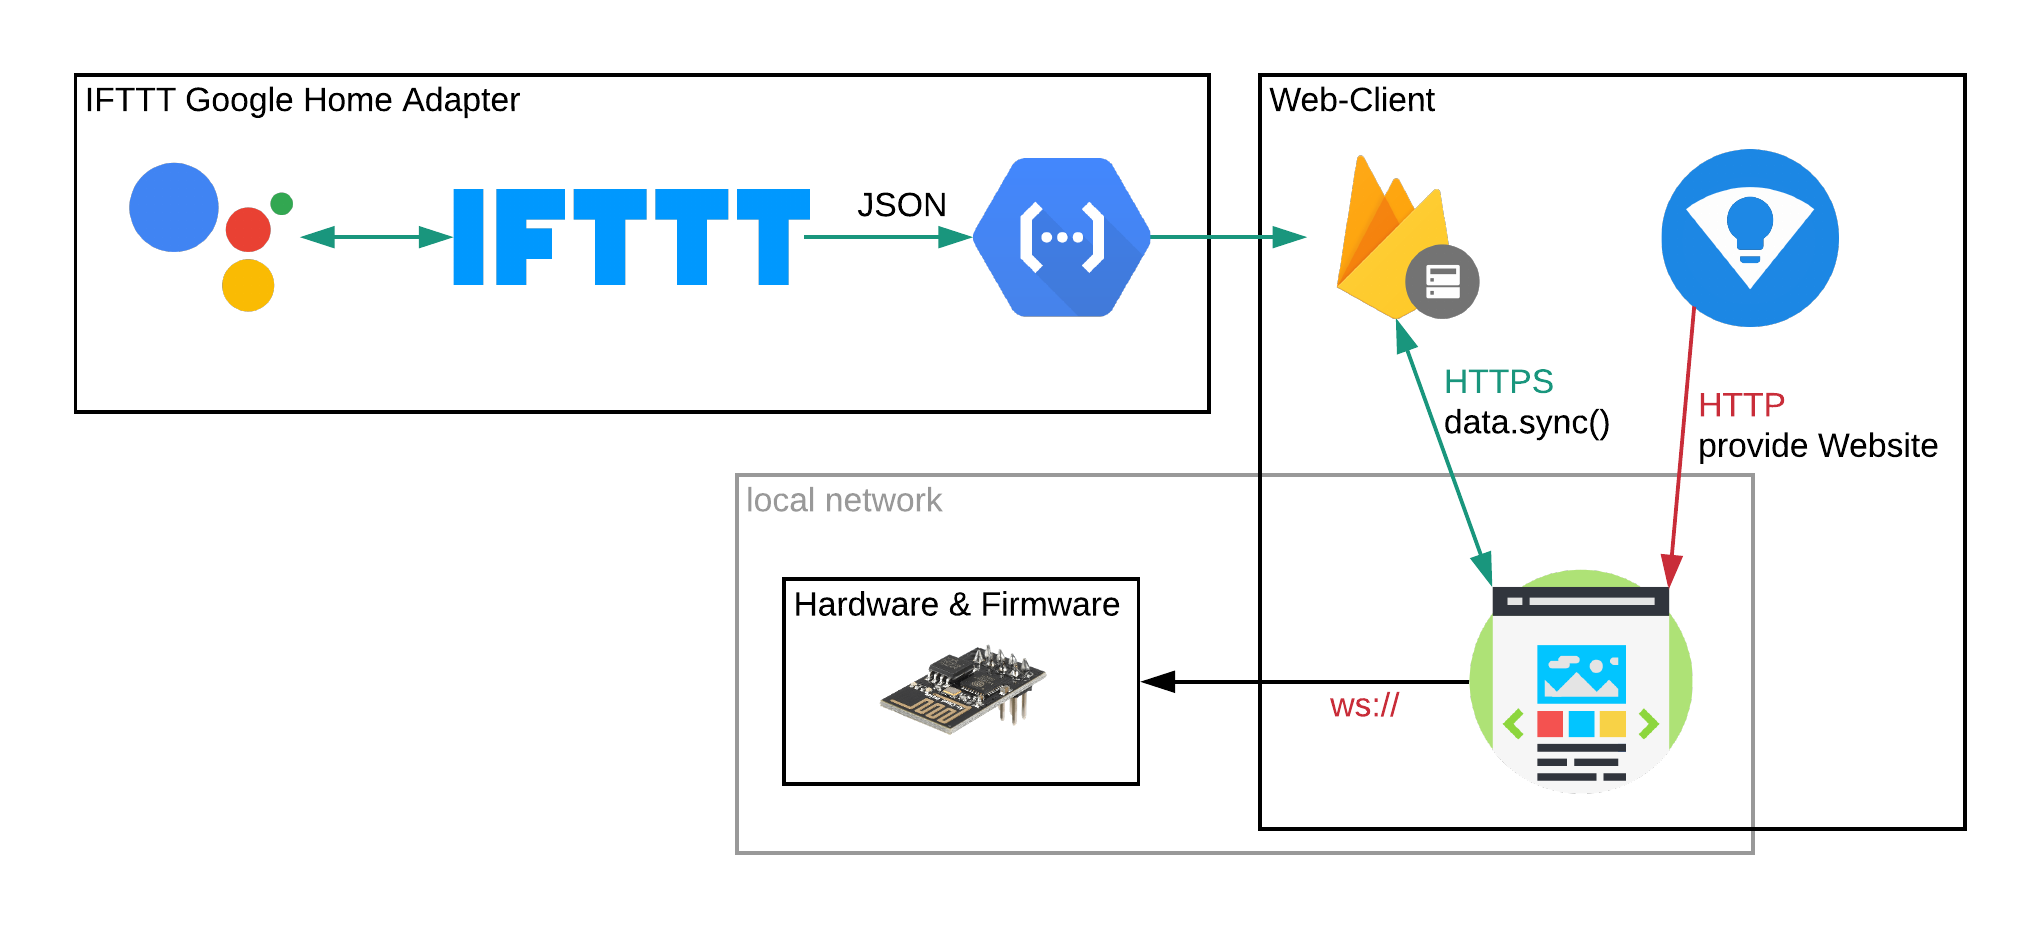 IFTTT Google Home Adapter
Web-Client
IFTTT
JSON
HTTPS
data.sync()
HTTP
provide Website
local network
Hardware & Firmware
ws://